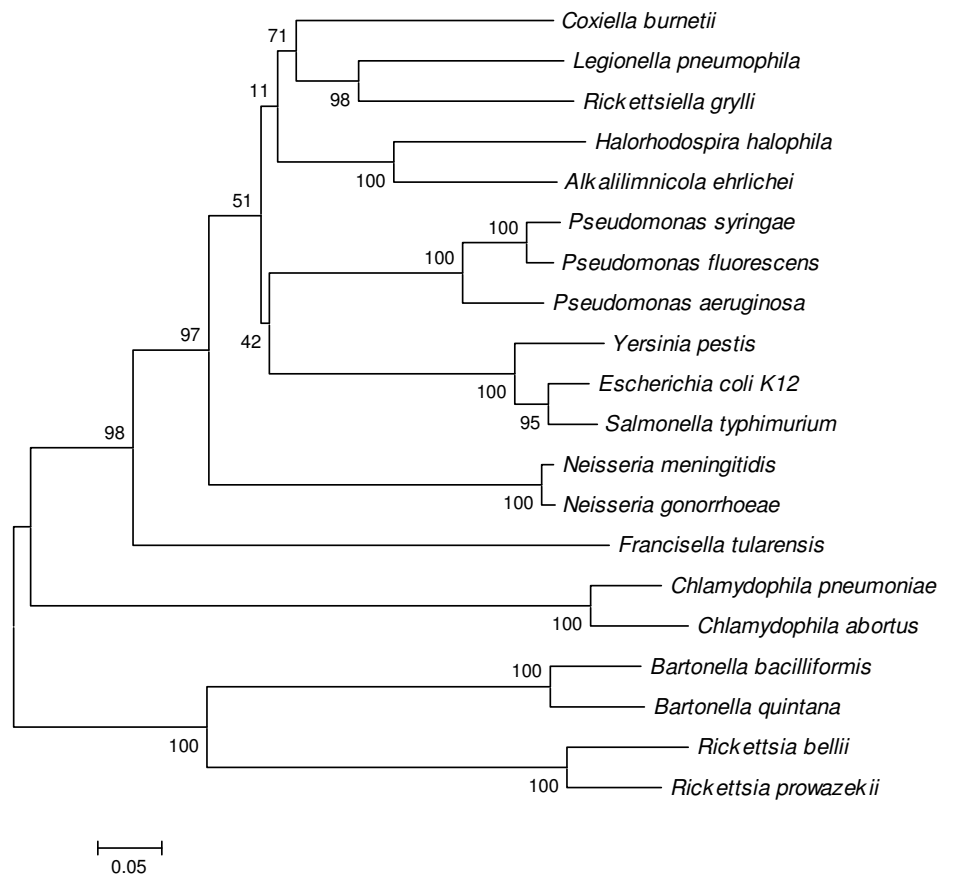 Coxiella burnetii
71
Legionella pneumophila
11
98
Rickettsiella grylli
Halorhodospira halophila
100
Alkalilimnicola ehrlichei
51
Pseudomonas syringae
100
100
Pseudomonas fluorescens
Pseudomonas aeruginosa
97
42
Yersinia pestis
100
Escherichia coli K12
95
Salmonella typhimurium
98
Neisseria meningitidis
100
Neisseria gonorrhoeae
Francisella tularensis
Chlamydophila pneumoniae
100
Chlamydophila abortus
100
Bartonella bacilliformis
Bartonella quintana
100
Rickettsia bellii
100
Rickettsia prowazekii
0.05